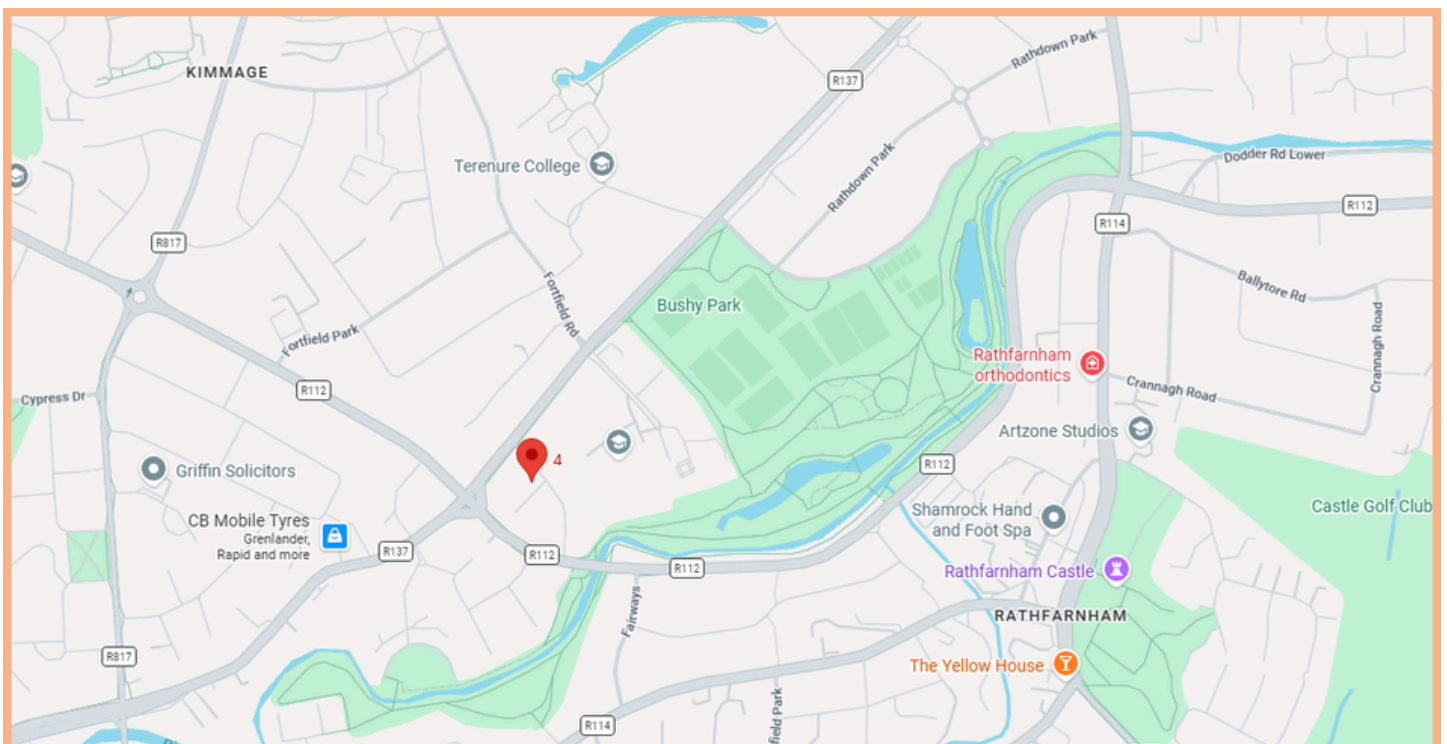 KIMMAGE
R137
Rathdown Park
Terenure College
Dodder Rd Lower
Rathdown Park
R112
R114
R817
Ballytore Rd
Fortfield Rd
Bushy Park
Fortfield Park
Crannagh Road
Rathfarnham
orthodontics
R112
Crannagh Road
Cypress Dr
Artzone Studios
4
Griffin Solicitors
R112
Castle Golf Club
Shamrock Hand
and Foot Spa
CB Mobile Tyres
Grenlander,
Rapid and more
R137
R112
R112
Rathfarnham Castle
Fairways
RATHFARNHAM
R817
The Yellow House
field Park
R114